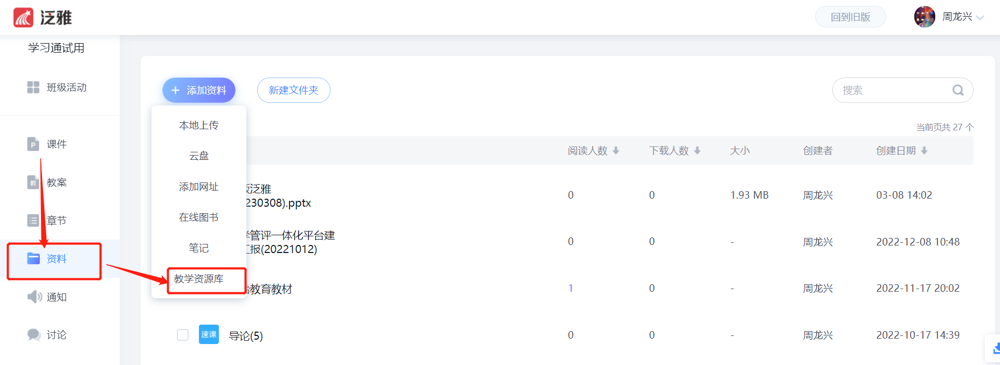 泛雅
回到旧版
周龙兴
学习通试用
班级活动
课件
教案
章节
资料
通知
讨论
添加资料
新建文件夹
搜索
本地上传
云盘
添加网址
在线图书
笔记
教学资源库
当前页共 27 个
阅读人数
下载人数
大小
创建者
创建日期
泛雅
230308).pptx
0
0
1.93 MB
周龙兴
03-08 14:02
管评一体化平台建
报(20221012)
0
0
-
周龙兴
2022-12-08 10:48
教育教材
1
0
-
周龙兴
2022-11-17 20:02
速课
导论(5)
0
0
-
周龙兴
2022-10-17 14:39